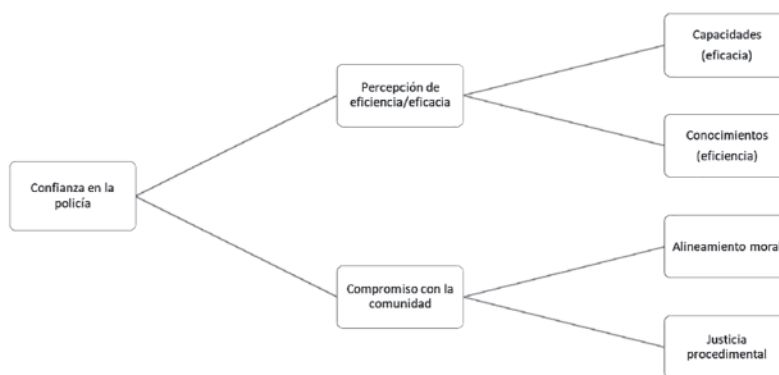 Capacidades
(eficacia)
Percepción de
eficiencia/eficacia
Conocimientos
(eficiencia)
Confianza en la
policía
Alineamiento moral
Compromiso con la
comunidad
Justicia
procedimental